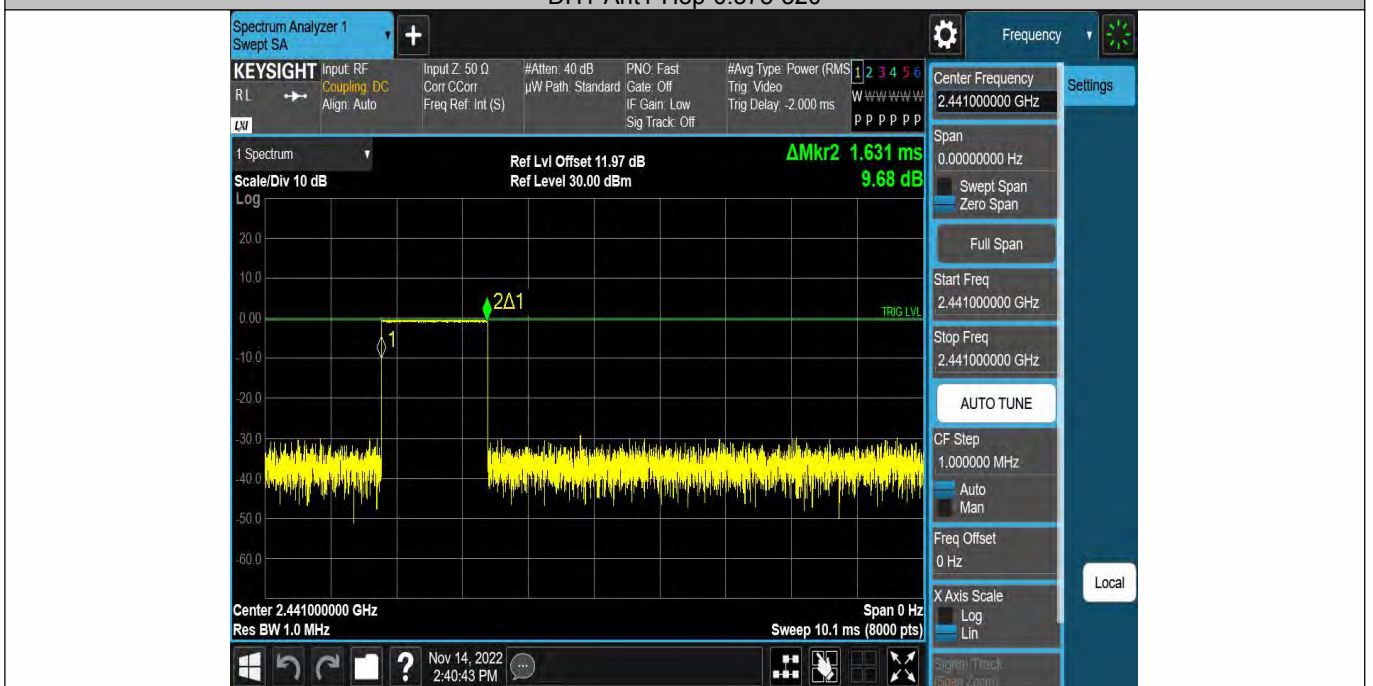 Spectrum Analyzer 1
Swept SA
+
Frequency
KEYSIGHT
RL
LXI
Input: RF
Coupling: DC
Align: Auto
Input Z: 50 Ω
Corr CCorr
Freq Ref: Int (S)
#Atten: 40 dB
µW Path: Standard
PNO: Fast
Gate: Off
IF Gain: Low
Sig Track: Off
#Avg Type: Power (RMS
Trig: Video
Trig Delay: -2.000 ms
1 2 3 4 5 6
W W W W W W
P P P P P P
1 Spectrum
Scale/Div 10 dB
Log
Ref Lvl Offset 11.97 dB
Ref Level 30.00 dBm
ΔMkr2 1.631 ms
9.68 dB
20.0
10.0
0.00
-10.0
-20.0
-30.0
-40.0
-50.0
-60.0
2Δ1
1
TRIG LVL
Center 2.441000000 GHz
Res BW 1.0 MHz
Span 0 Hz
Sweep 10.1 ms (8000 pts)
Center Frequency
2.441000000 GHz
Settings
Span
0.00000000 Hz
Swept Span
Zero Span
Full Span
Start Freq
2.441000000 GHz
Stop Freq
2.441000000 GHz
AUTO TUNE
CF Step
1.000000 MHz
Auto
Man
Freq Offset
0 Hz
X Axis Scale
Log
Lin
Local
Signal Track
(Span Zoom)
?
Nov 14, 2022
2:40:43 PM